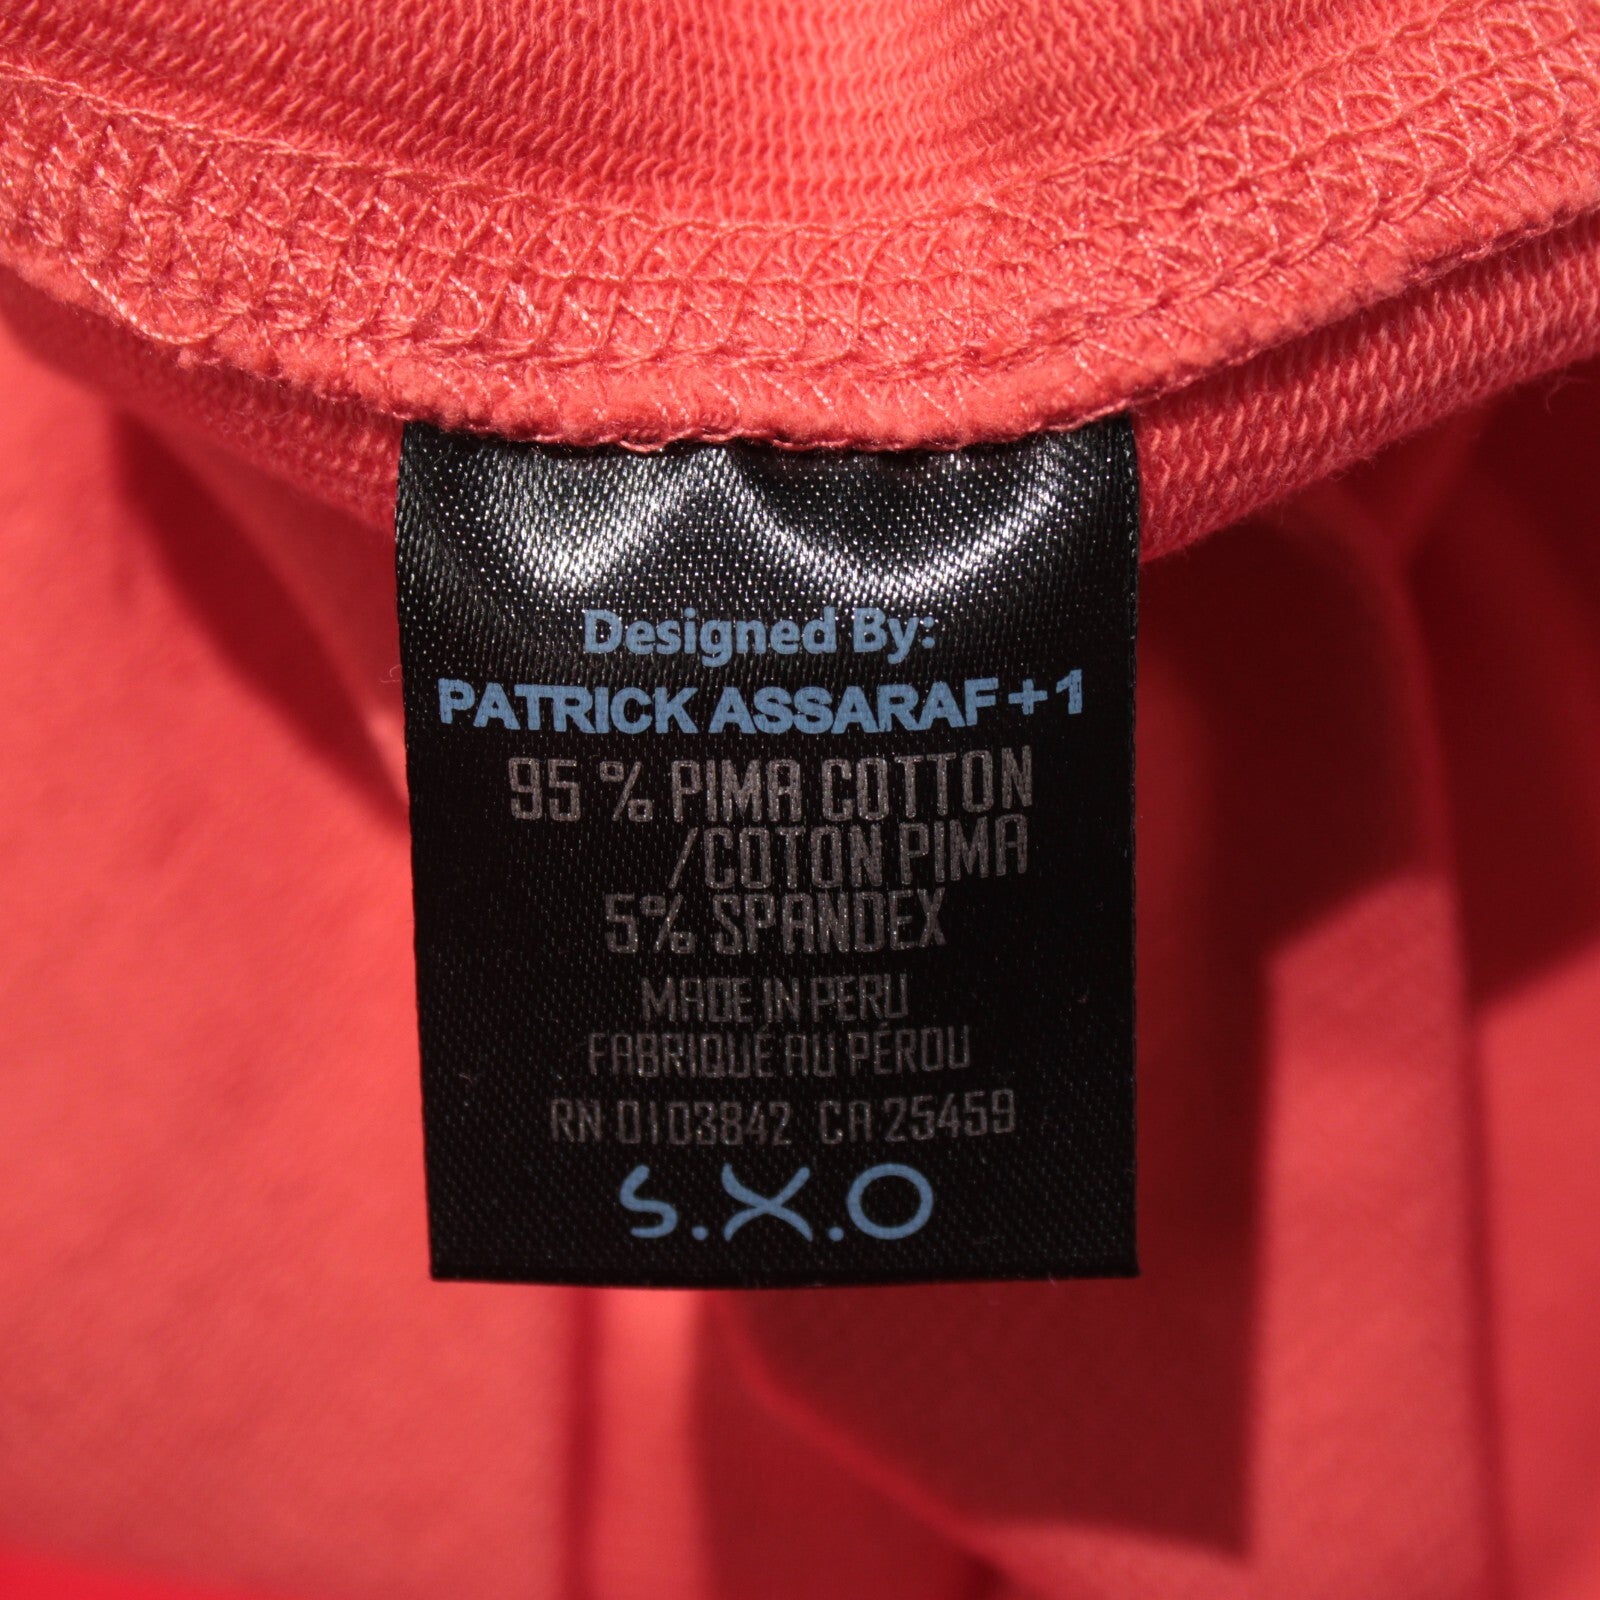 Designed By:
PATRICK ASSARAF+1
95 % PIMA COTTON
/COTON PIMA
5% SPANDEX
MADE IN PERU
FABRIQUÉ AU PÉROU
RN 0103842 CA 25459
S.X.O